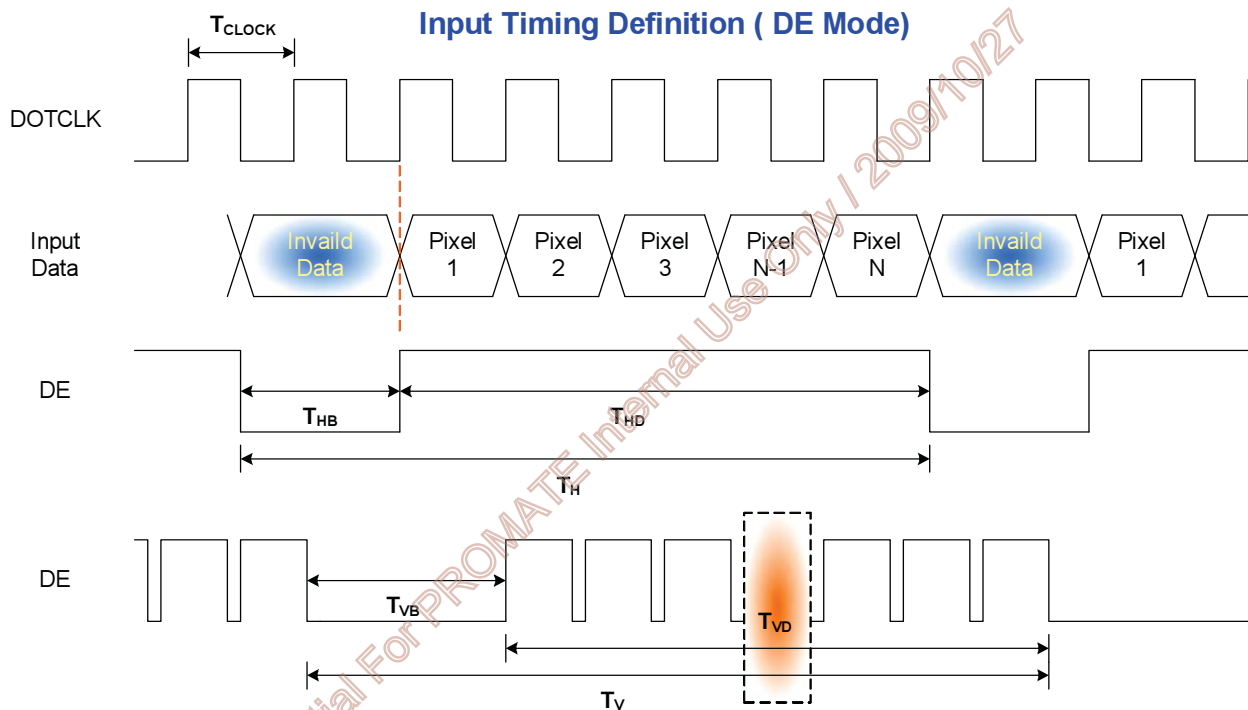 Input Timing Definition ( DE Mode)
TCLOCK
DOTCLK
Input
Data
Invaild
Data
Pixel
1
Pixel
2
Pixel
3
Pixel
N-1
Pixel
N
Invaild
Data
Pixel
1
DE
THB
THD
TH
DE
TVB
TVD
TV
For PROMATE Internal Use Only / 2009/10/27